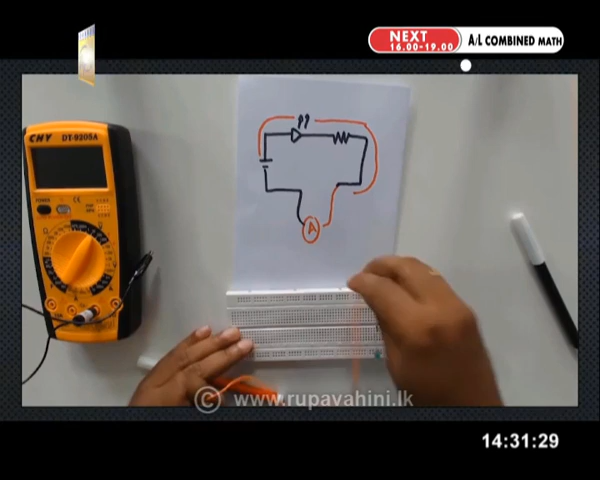 NEXT
16.00-19.00
A/L COMBINED MATH
CHY DT-9205A
A
© www.rupavahini.lk
14:31:29